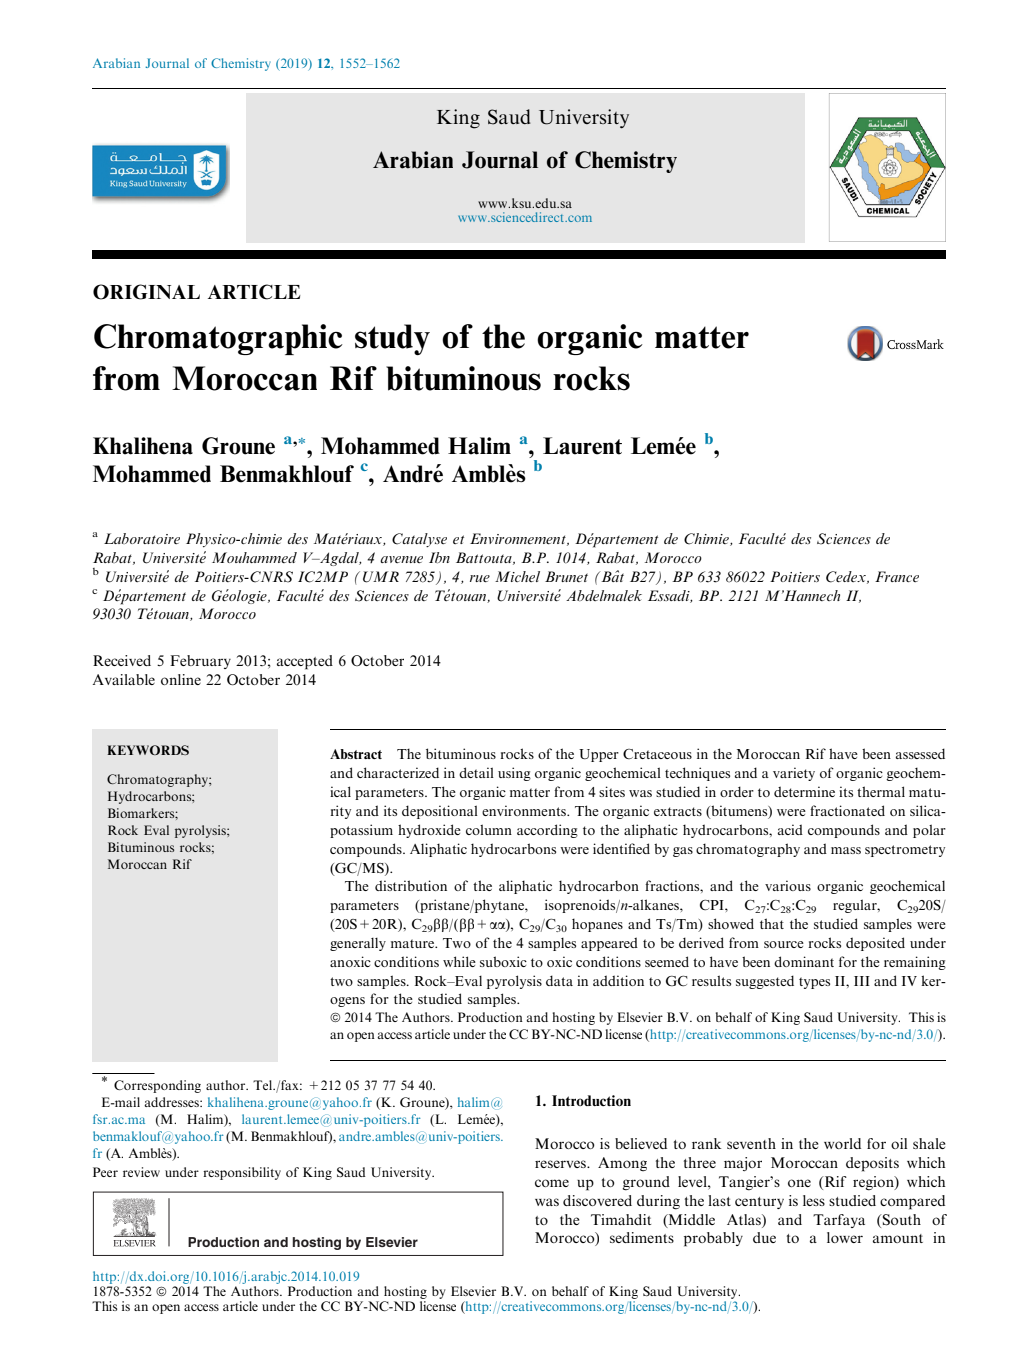 Arabian Journal of Chemistry (2019) 12, 1552–1562
جـامـعـة
الملك سعود
King Saud University
King Saud University
Arabian Journal of Chemistry
www.ksu.edu.sa
www.sciencedirect.com
الجمعية
الكيميائية
السعودية
SAUDI
CHEMICAL
SOCIETY
ORIGINAL ARTICLE
Chromatographic study of the organic matter
from Moroccan Rif bituminous rocks
CrossMark
Khalihena Groune a,*, Mohammed Halim a, Laurent Lemée b,
Mohammed Benmakhlouf c, André Amblès b
a Laboratoire Physico-chimie des Matériaux, Catalyse et Environnement, Département de Chimie, Faculté des Sciences de
Rabat, Université Mouhammed V–Agdal, 4 avenue Ibn Battouta, B.P. 1014, Rabat, Morocco
b Université de Poitiers-CNRS IC2MP (UMR 7285), 4, rue Michel Brunet (Bât B27), BP 633 86022 Poitiers Cedex, France
c Département de Géologie, Faculté des Sciences de Tétouan, Université Abdelmalek Essadi, BP. 2121 M'Hannech II,
93030 Tétouan, Morocco
Received 5 February 2013; accepted 6 October 2014
Available online 22 October 2014
KEYWORDS
Chromatography;
Hydrocarbons;
Biomarkers;
Rock Eval pyrolysis;
Bituminous rocks;
Moroccan Rif
Abstract The bituminous rocks of the Upper Cretaceous in the Moroccan Rif have been assessed
and characterized in detail using organic geochemical techniques and a variety of organic geochem-
ical parameters. The organic matter from 4 sites was studied in order to determine its thermal matu-
rity and its depositional environments. The organic extracts (bitumens) were fractionated on silica-
potassium hydroxide column according to the aliphatic hydrocarbons, acid compounds and polar
compounds. Aliphatic hydrocarbons were identified by gas chromatography and mass spectrometry
(GC/MS).
The distribution of the aliphatic hydrocarbon fractions, and the various organic geochemical
parameters (pristane/phytane, isoprenoids/n-alkanes, CPI, C27:C28:C29 regular, C2920S/
(20S+20R), C29ββ/(ββ+αα), C29/C30 hopanes and Ts/Tm) showed that the studied samples were
generally mature. Two of the 4 samples appeared to be derived from source rocks deposited under
anoxic conditions while suboxic to oxic conditions seemed to have been dominant for the remaining
two samples. Rock–Eval pyrolysis data in addition to GC results suggested types II, III and IV ker-
ogens for the studied samples.
© 2014 The Authors. Production and hosting by Elsevier B.V. on behalf of King Saud University. This is
an open access article under the CC BY-NC-ND license (http://creativecommons.org/licenses/by-nc-nd/3.0/).
* Corresponding author. Tel./fax: +212 05 37 77 54 40.
E-mail addresses: khalihena.groune@yahoo.fr (K. Groune), halim@
fsr.ac.ma (M. Halim), laurent.lemee@univ-poitiers.fr (L. Lemée),
benmaklouf@yahoo.fr (M. Benmakhlouf), andre.ambles@univ-poitiers.
fr (A. Amblès).
Peer review under responsibility of King Saud University.
ELSEVIER
Production and hosting by Elsevier
1. Introduction
Morocco is believed to rank seventh in the world for oil shale
reserves. Among the three major Moroccan deposits which
come up to ground level, Tangier's one (Rif region) which
was discovered during the last century is less studied compared
to the Timahdit (Middle Atlas) and Tarfaya (South of
Morocco) sediments probably due to a lower amount in
http://dx.doi.org/10.1016/j.arabjc.2014.10.019
1878-5352 © 2014 The Authors. Production and hosting by Elsevier B.V. on behalf of King Saud University.
This is an open access article under the CC BY-NC-ND license (http://creativecommons.org/licenses/by-nc-nd/3.0/).